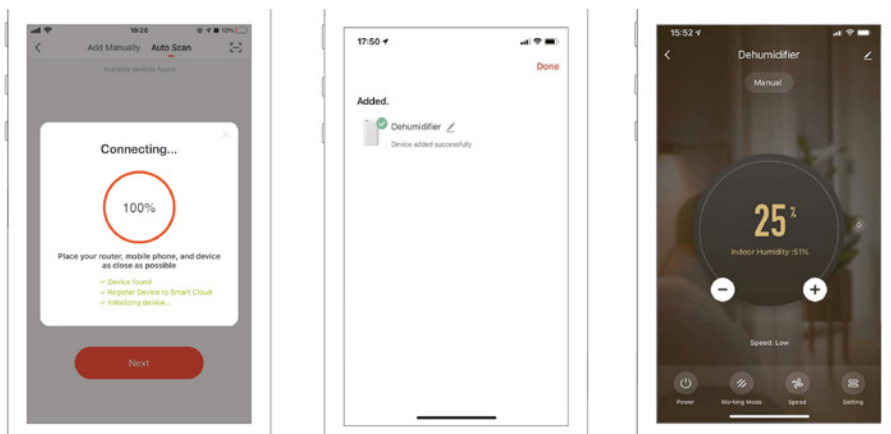 10:26
10%
Add Manually Auto Scan
Available devices found
Connecting...
100%
Place your router, mobile phone, and device
as close as possible
✓ Device found
✓ Register Device to Smart Cloud
✓ Initializing device...
Next
17:50
Done
Added.
Dehumidifier
Device added successfully
15:52
Dehumidifier
Manual
25%
Indoor Humidity :51%
Speed: Low
Power Working Mode Speed Setting